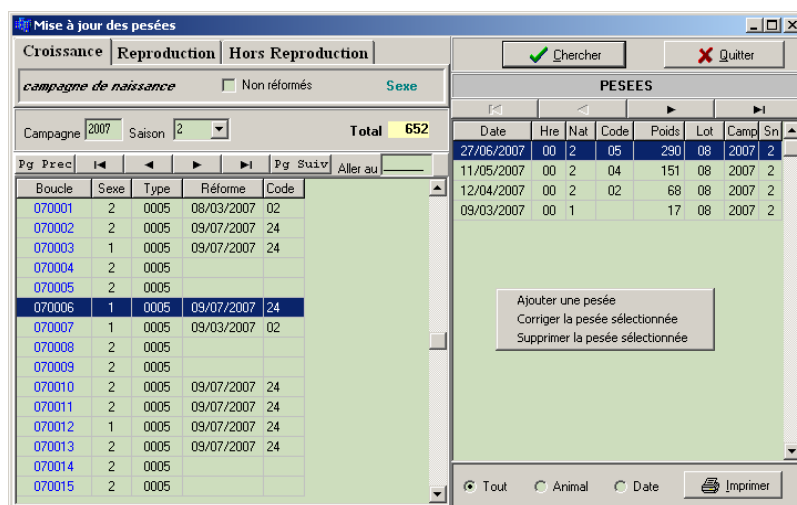 Mise à jour des pesées
Croissance Reproduction Hors Reproduction
campagne de naissance Non réformés Sexe
Campagne 2007 Saison 2 Total 652
Pg Prec Pg Suiv Aller au
Boucle Sexe Type Réforme Code
070001 2 0005 08/03/2007 02
070002 2 0005 09/07/2007 24
070003 1 0005 09/07/2007 24
070004 2 0005
070005 2 0005
070006 1 0005 09/07/2007 24
070007 1 0005 09/03/2007 02
070008 2 0005
070009 2 0005
070010 2 0005 09/07/2007 24
070011 2 0005 09/07/2007 24
070012 1 0005 09/07/2007 24
070013 2 0005 09/07/2007 24
070014 2 0005
070015 2 0005
Chercher Quitter
PESEES
Date Hre Nat Code Poids Lot Camp Sn
27/06/2007 00 2 05 290 08 2007 2
11/05/2007 00 2 04 151 08 2007 2
12/04/2007 00 2 02 68 08 2007 2
09/03/2007 00 1 17 08 2007 2
Ajouter une pesée
Corriger la pesée sélectionnée
Supprimer la pesée sélectionnée
Tout Animal Date Imprimer